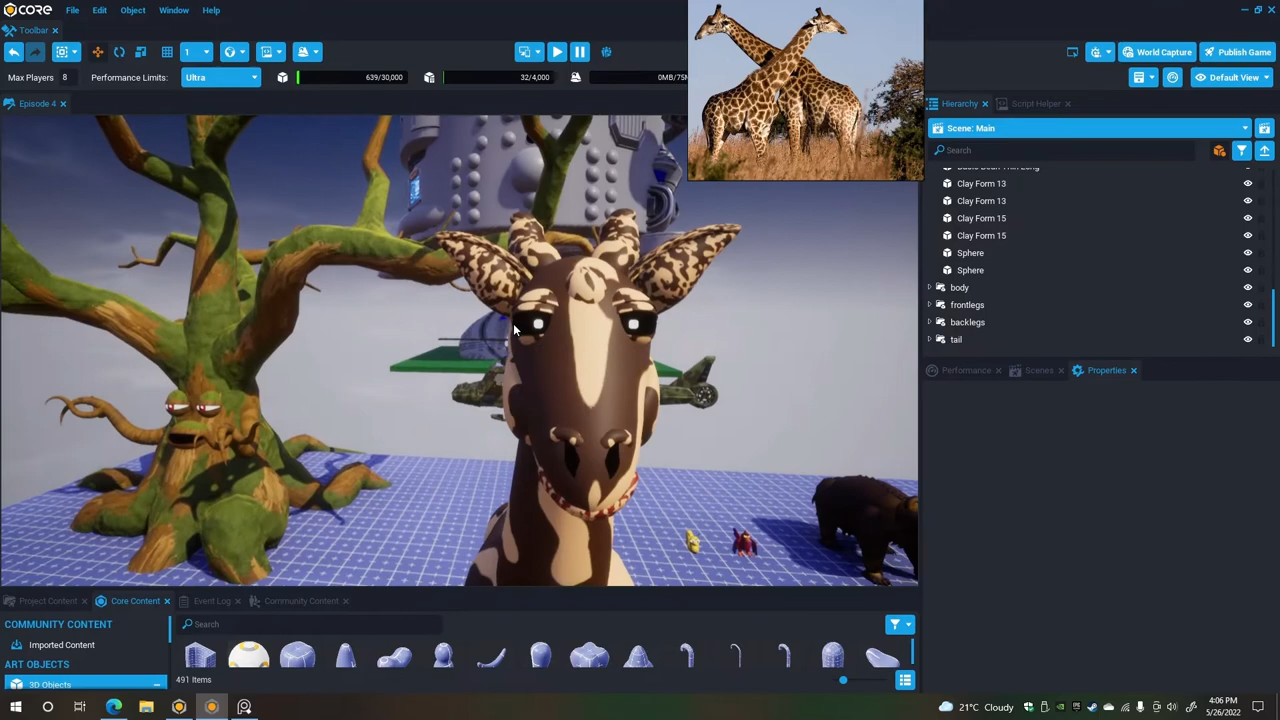 CORE File Edit Object Window Help
Toolbar
1
World Capture Publish Game
Max Players 8 Performance Limits: Ultra 639/30,000 32/4,000 0MB/75M
Default View
Episode 4
Hierarchy Script Helper
Scene: Main
Search
Clay Form 13
Clay Form 13
Clay Form 15
Clay Form 15
Sphere
Sphere
body
frontlegs
backlegs
tail
Performance Scenes Properties
Project Content Core Content Event Log Community Content
COMMUNITY CONTENT
Search
Imported Content
ART OBJECTS
491 Items
3D Objects
21°C Cloudy
4:06 PM
5/26/2022